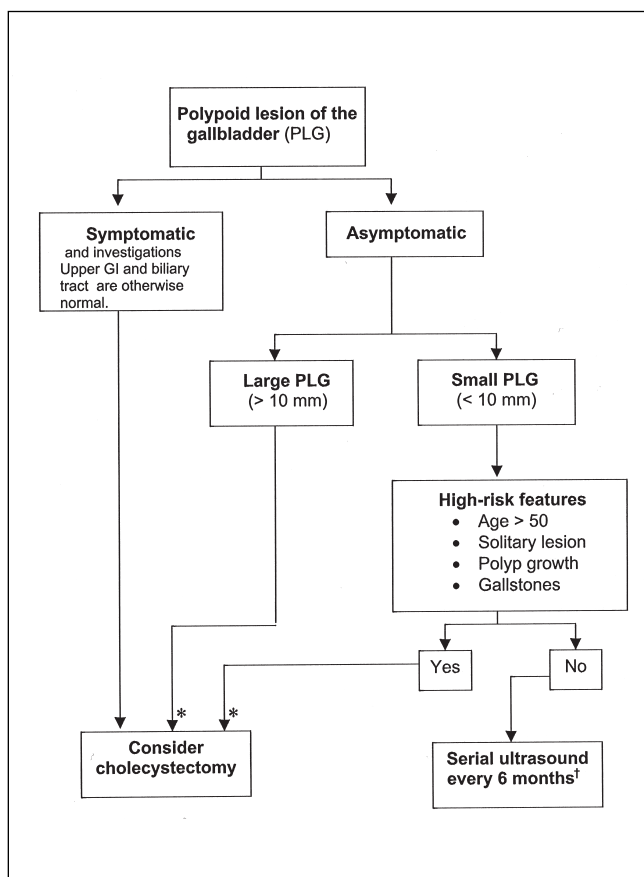 Polypoid lesion of the
gallbladder (PLG)
Symptomatic
and investigations
Upper GI and biliary
tract are otherwise
normal.
Asymptomatic
Large PLG
(> 10 mm)
Small PLG
(< 10 mm)
High-risk features
• Age > 50
• Solitary lesion
• Polyp growth
• Gallstones
Yes
No
*
*
Consider
cholecystectomy
Serial ultrasound
every 6 months†